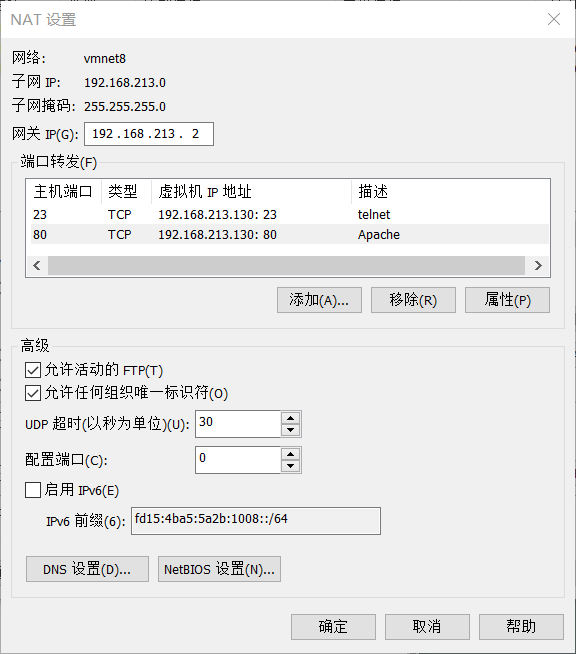 NAT 设置
网络: vmnet8
子网 IP: 192.168.213.0
子网掩码: 255.255.255.0
网关 IP(G): 192 . 168 . 213 . 2
端口转发(F)
主机端口 类型 虚拟机 IP 地址 描述
23 TCP 192.168.213.130: 23 telnet
80 TCP 192.168.213.130: 80 Apache
添加(A)... 移除(R) 属性(P)
高级
允许活动的 FTP(T)
允许任何组织唯一标识符(O)
UDP 超时(以秒为单位)(U): 30
配置端口(C): 0
启用 IPv6(E)
IPv6 前缀(6): fd15:4ba5:5a2b:1008::/64
DNS 设置(D)... NetBIOS 设置(N)...
确定 取消 帮助